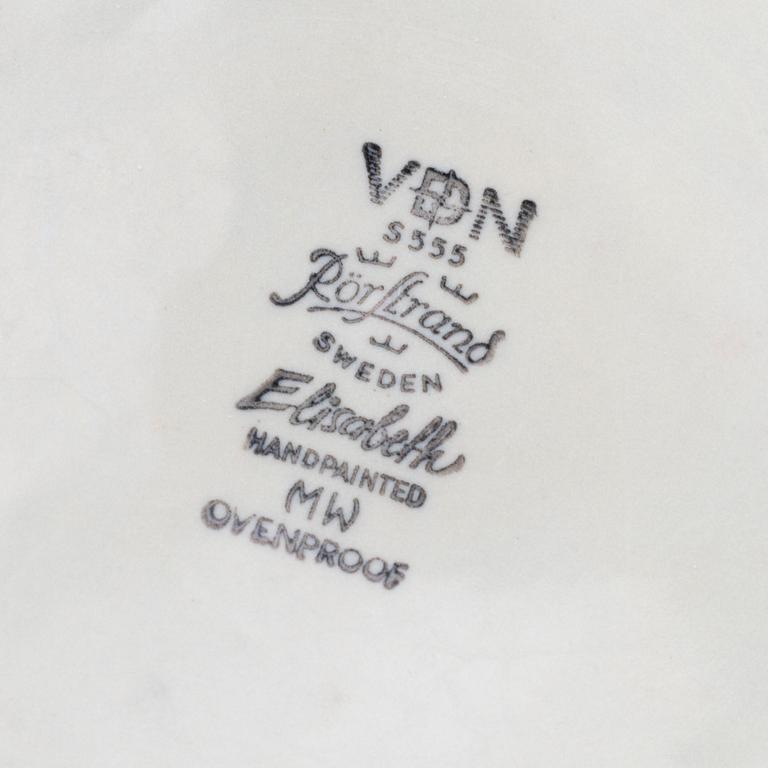 VDN
S555
Rörstrand
SWEDEN
Elisabeth
HANDPAINTED
MW
OVENPROOF